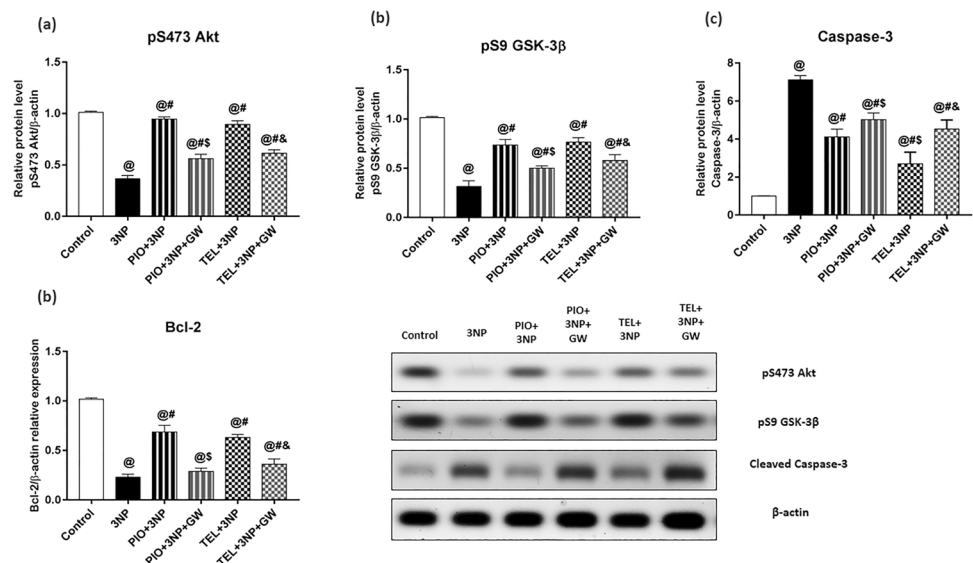 (a)
pS473 Akt
Relative protein level
pS473 Akt/β-actin
1.5
1.0
0.5
0.0
@
@#
@#$
@#
@#&
Control
3NP
PIO+3NP
PIO+3NP+GW
TEL+3NP
TEL+3NP+GW
(b)
pS9 GSK-3β
Relative protein level
pS9 GSK-3β/β-actin
1.5
1.0
0.5
0.0
@
@#
@#$
@#
@#&
Control
3NP
PIO+3NP
PIO+3NP+GW
TEL+3NP
TEL+3NP+GW
(c)
Caspase-3
Relative protein level
Caspase-3/β-actin
8
6
4
2
0
@
@#
@#$
@#$
@#&
Control
3NP
PIO+3NP
PIO+3NP+GW
TEL+3NP
TEL+3NP+GW
(b)
Bcl-2
Bcl-2/β-actin relative expression
1.5
1.0
0.5
0.0
@
@#
@$
@#
@#&
Control
3NP
PIO+3NP
PIO+3NP+GW
TEL+3NP
TEL+3NP+GW
Control
3NP
PIO+
3NP
PIO+
3NP+
GW
TEL+
3NP
TEL+
3NP+
GW
pS473 Akt
pS9 GSK-3β
Cleaved Caspase-3
β-actin